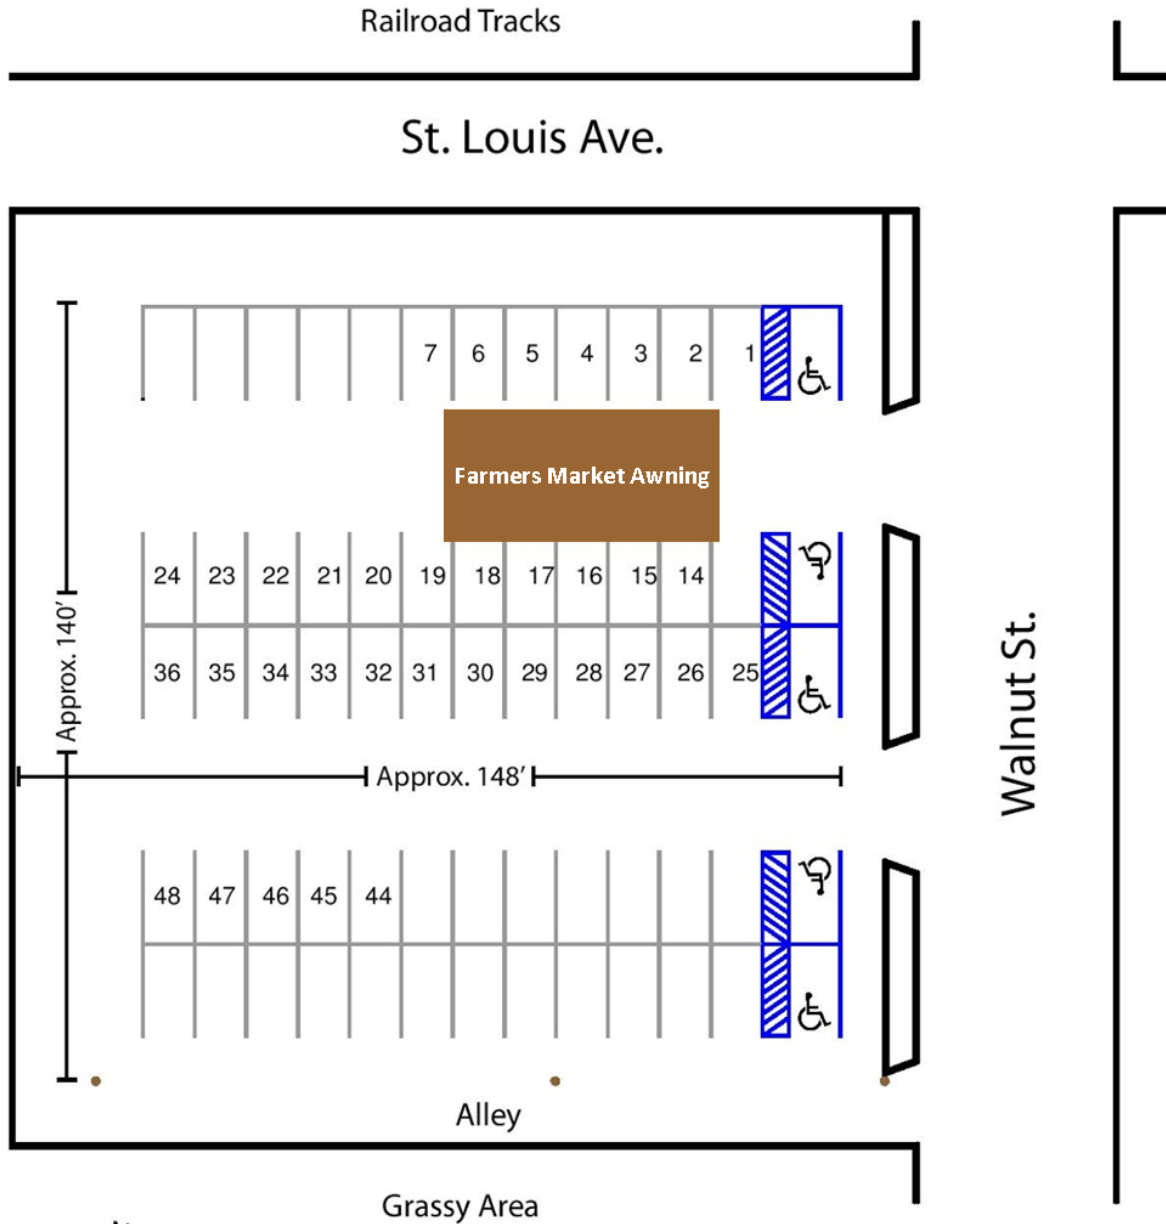 Railroad Tracks
St. Louis Ave.
7 6 5 4 3 2 1
Farmers Market Awning
24 23 22 21 20 19 18 17 16 15 14
Approx. 140'
36 35 34 33 32 31 30 29 28 27 26 25
Walnut St.
Approx. 148'
48 47 46 45 44
Alley
Grassy Area